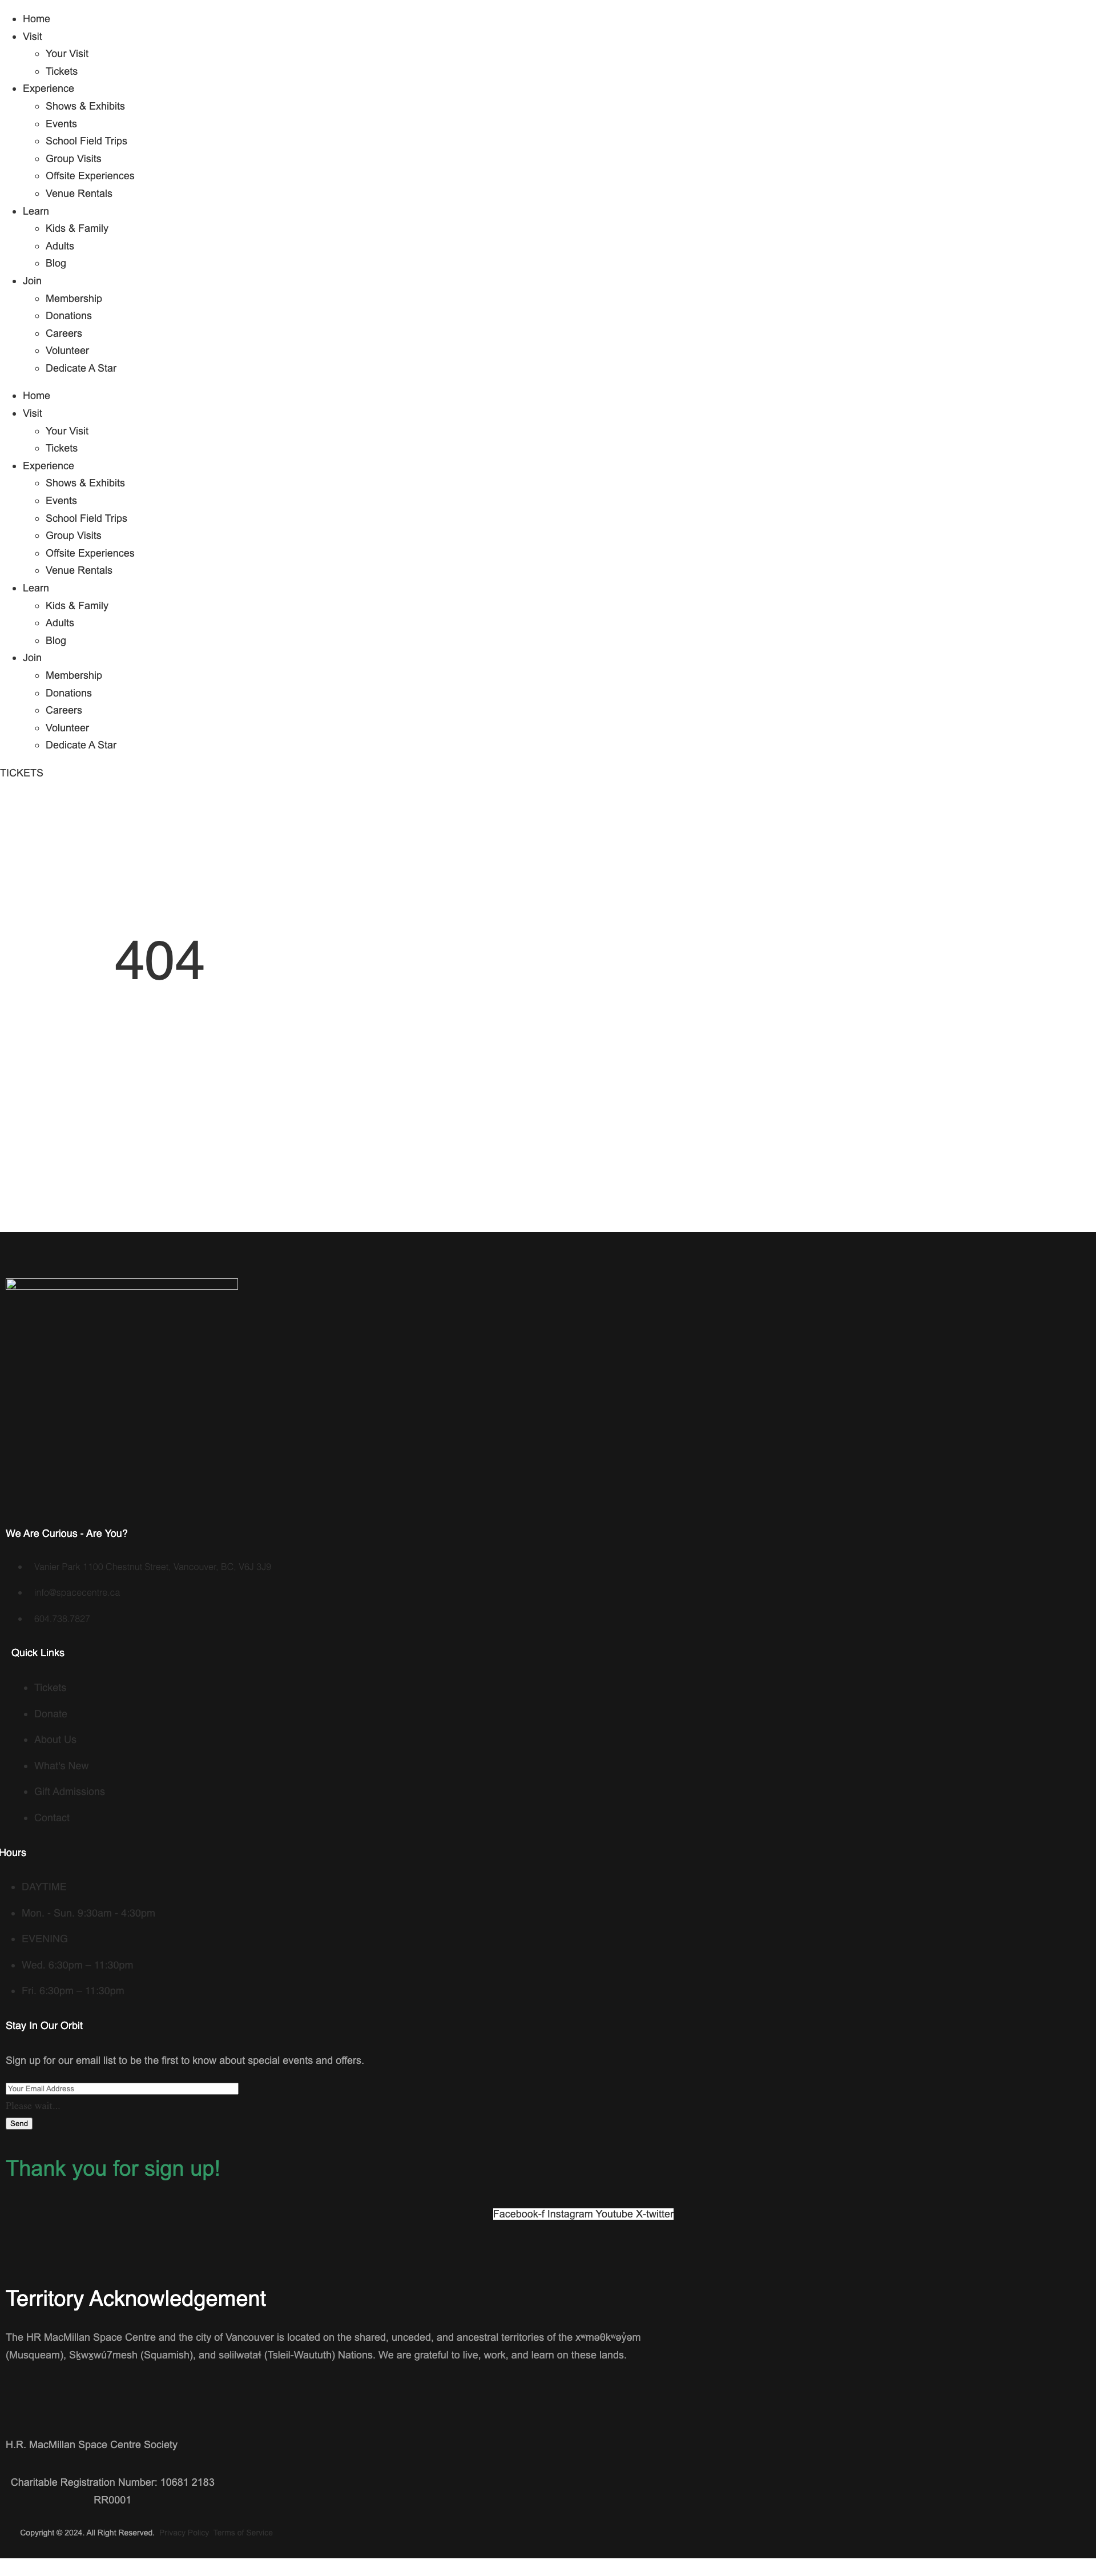 Home
Visit
Your Visit
Tickets
Experience
Shows & Exhibits
Events
School Field Trips
Group Visits
Offsite Experiences
Venue Rentals
Learn
Kids & Family
Adults
Blog
Join
Membership
Donations
Careers
Volunteer
Dedicate A Star
Home
Visit
Your Visit
Tickets
Experience
Shows & Exhibits
Events
School Field Trips
Group Visits
Offsite Experiences
Venue Rentals
Learn
Kids & Family
Adults
Blog
Join
Membership
Donations
Careers
Volunteer
Dedicate A Star
TICKETS
404
We Are Curious - Are You?
Vanier Park 1100 Chestnut Street, Vancouver, BC, V6J 3J9
info@spacecentre.ca
604.738.7827
Quick Links
Tickets
Donate
About Us
What's New
Gift Admissions
Contact
Hours
DAYTIME
Mon. - Sun. 9:30am - 4:30pm
EVENING
Wed. 6:30pm – 11:30pm
Fri. 6:30pm – 11:30pm
Stay In Our Orbit
Sign up for our email list to be the first to know about special events and offers.
Your Email Address
Please wait...
Send
Thank you for sign up!
Facebook-f Instagram Youtube X-twitter
Territory Acknowledgement
The HR MacMillan Space Centre and the city of Vancouver is located on the shared, unceded, and ancestral territories of the xʷməθkʷəy̓əm
(Musqueam), Sḵwx̱wú7mesh (Squamish), and səlilwətaɬ (Tsleil-Waututh) Nations. We are grateful to live, work, and learn on these lands.
H.R. MacMillan Space Centre Society
Charitable Registration Number: 10681 2183
RR0001
Copyright © 2024. All Right Reserved. Privacy Policy Terms of Service